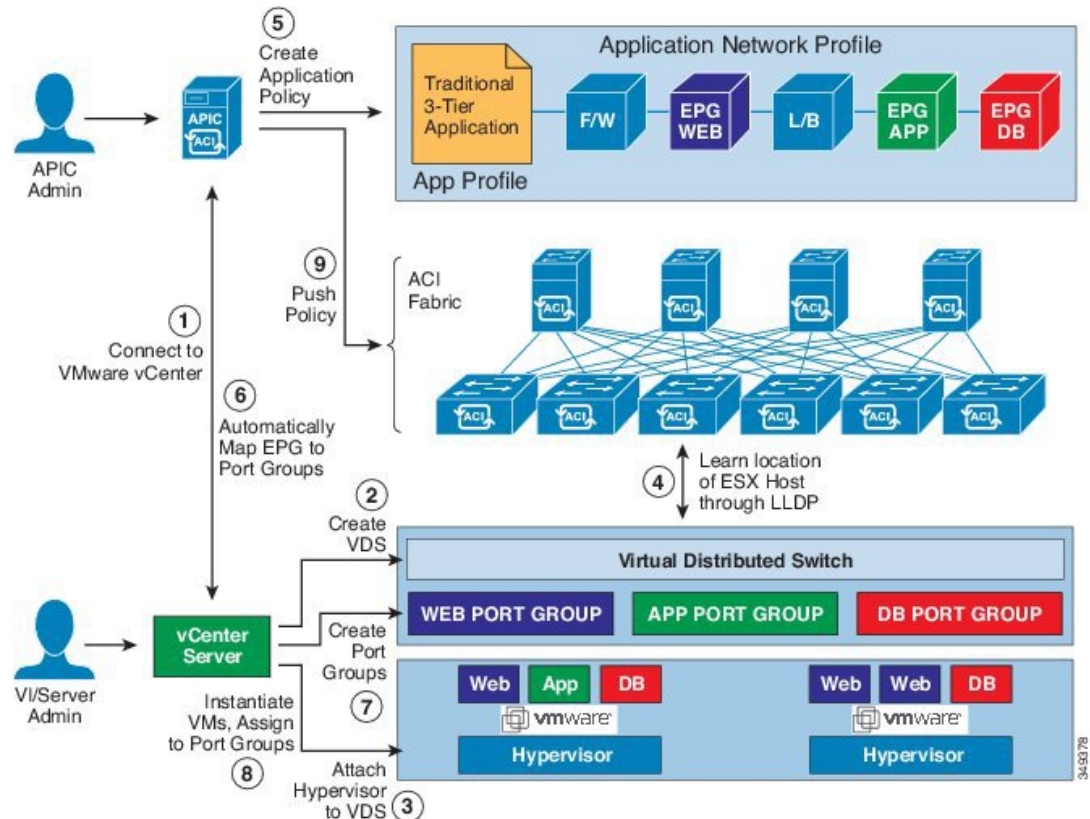 5
Create
Application
Policy
Application Network Profile
Traditional
3-Tier
Application
App Profile
F/W
EPG
WEB
L/B
EPG
APP
EPG
DB
APIC
ACI
APIC
Admin
9
Push
Policy
ACI
Fabric
ACI
ACI
ACI
ACI
ACI
ACI
ACI
ACI
ACI
ACI
1
Connect to
VMware vCenter
6
Automatically
Map EPG to
Port Groups
4
Learn location
of ESX Host
through LLDP
2
Create
VDS
Virtual Distributed Switch
WEB PORT GROUP
APP PORT GROUP
DB PORT GROUP
vCenter
Server
VI/Server
Admin
Create
Port
Groups
7
Instantiate
VMs, Assign
to Port Groups
8
Attach
Hypervisor
to VDS
3
Web
App
DB
vmware
Hypervisor
Web
Web
DB
vmware
Hypervisor
349378